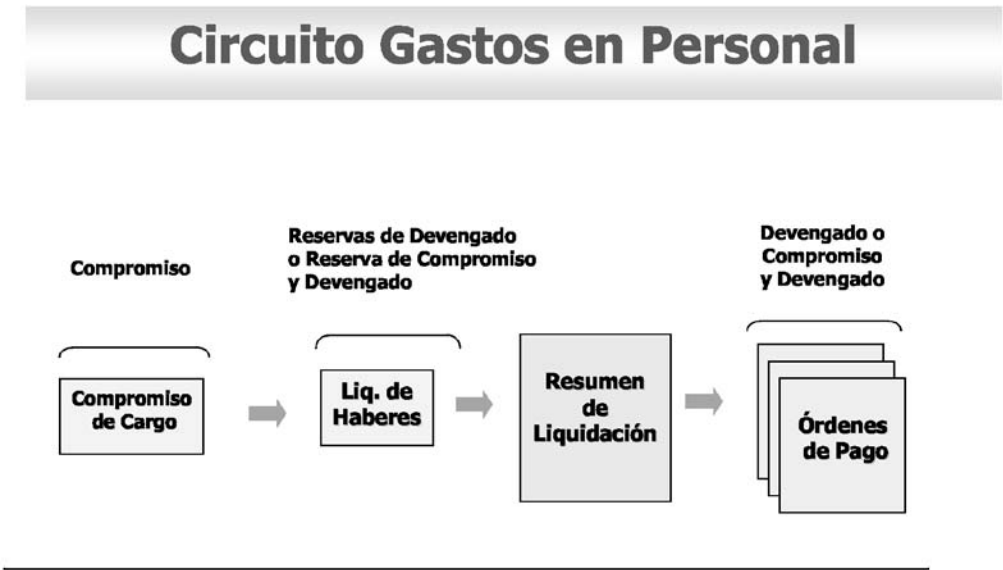 Circuito Gastos en Personal
Compromiso
Reservas de Devengado
o Reserva de Compromiso
y Devengado
Devengado o
Compromiso
y Devengado
Compromiso
de Cargo
Liq. de
Haberes
Resumen
de
Liquidación
Órdenes
de Pago